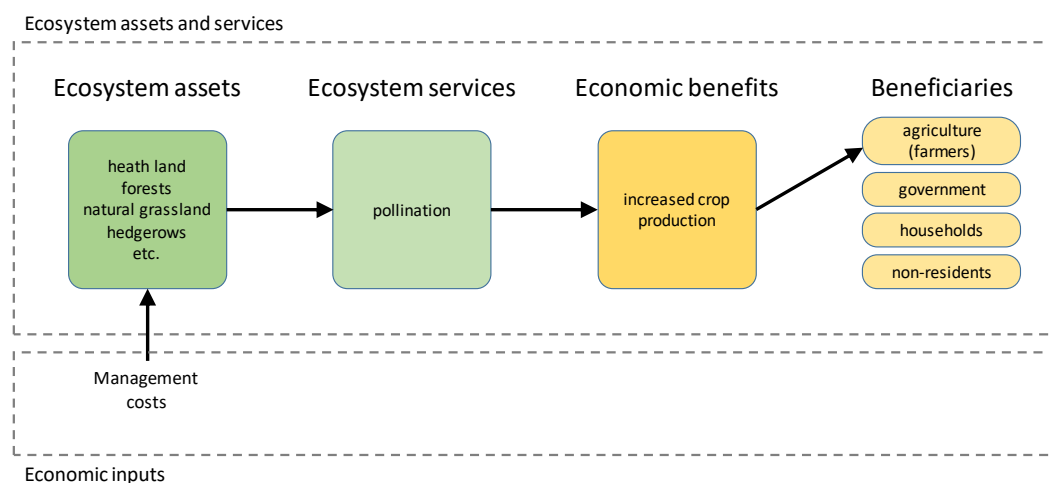 Ecosystem assets and services
Ecosystem assets
Ecosystem services
Economic benefits
Beneficiaries
heath land
forests
natural grassland
hedgerows
etc.
pollination
increased crop
production
agriculture
(farmers)
government
households
non-residents
Management
costs
Economic inputs